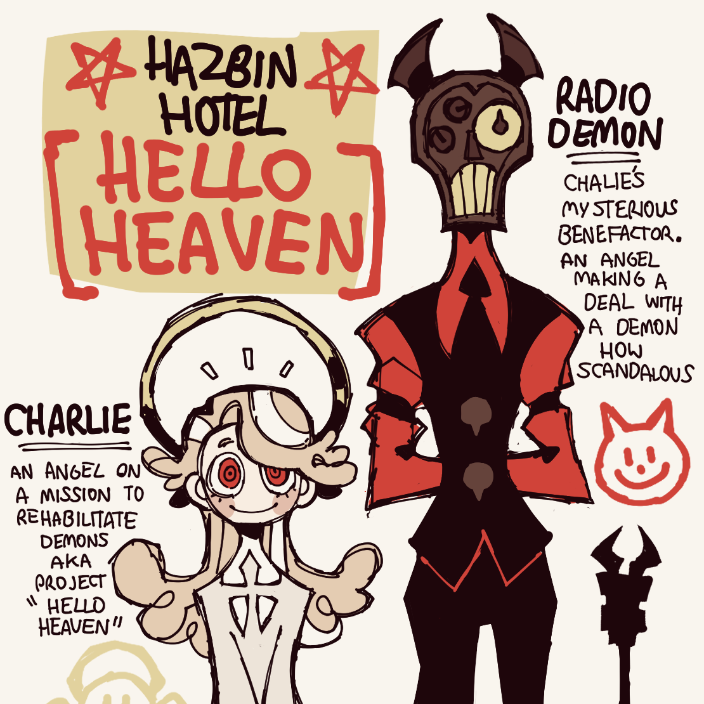 HAZBIN
HOTEL
[HELLO
HEAVEN]
RADIO
DEMON
CHALIE'S
MYSTERIOUS
BENEFACTOR.
AN ANGEL
MAKING A
DEAL WITH
A DEMON
HOW
SCANDALOUS
CHARLIE
AN ANGEL ON
A MISSION TO
REHABILITATE
DEMONS
AKA
PROJECT
"HELLO
HEAVEN"